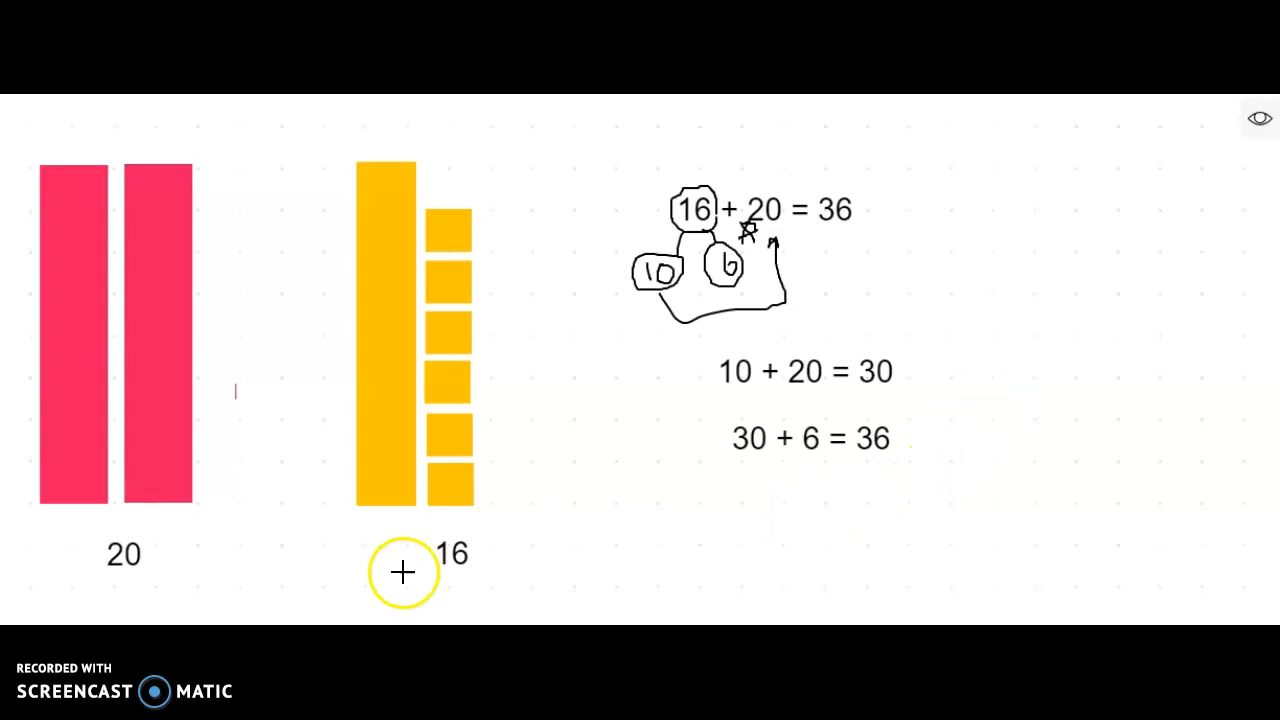 16 + 20 = 36
10 6
10 + 20 = 30
30 + 6 = 36
20
16
RECORDED WITH
SCREENCAST MATIC